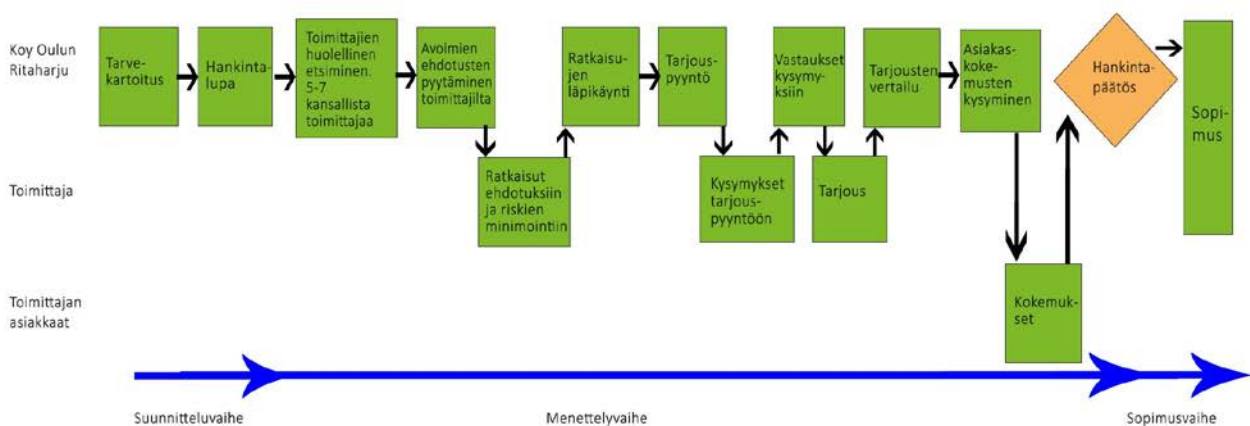 Koy Oulun
Ritaharju
Tarve-
kartoitus
Hankinta-
lupa
Toimittajien
huolellinen
etsiminen.
5-7
kansallista
toimittajaa
Avoimien
ehdotusten
pyytäminen
toimittajilta
Ratkaisut
ehdotuksiin
ja riskien
minimointiin
Ratkaisu-
jen
läpikäynti
Tarjous-
pyyntö
Kysymykset
tarjous-
pyyntöön
Vastaukset
kysymy-
ksiin
Tarjous
Tarjousten
vertailu
Asiakas-
koke-
musten
kysyminen
Kokemuk-
set
Hankinta-
päätös
Sopi-
mus
Toimittaja
Toimittajan
asiakkaat
Suunnitteluvaihe
Menettelyvaihe
Sopimusvaihe